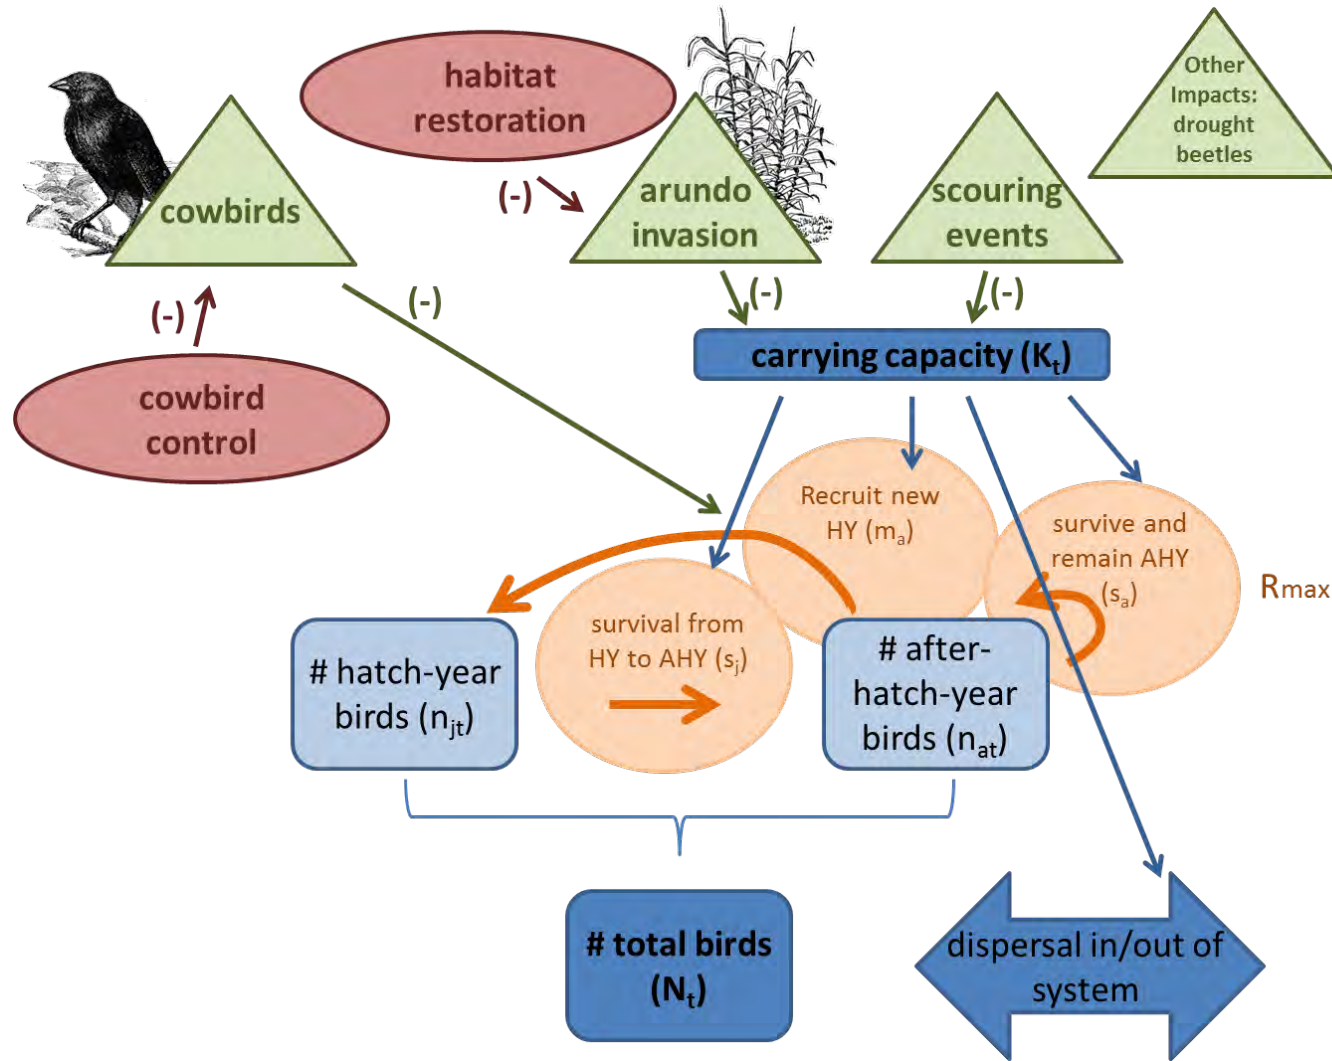 habitat
restoration
Other
Impacts:
drought
beetles
cowbirds
arundo
invasion
scouring
events
(-)
(-)
(-)
(-)
(-)
carrying capacity (Kt)
cowbird
control
Recruit new
HY (ma)
survive and
remain AHY
(sa)
Rmax
survival from
HY to AHY (sj)
# hatch-year
birds (njt)
# after-
hatch-year
birds (nat)
# total birds
(Nt)
dispersal in/out of
system